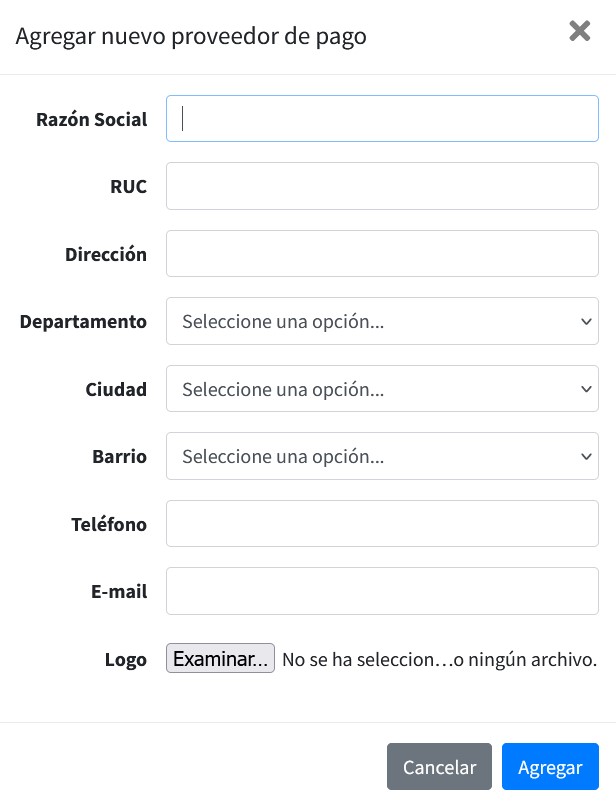 Agregar nuevo proveedor de pago
Razón Social
RUC
Dirección
Departamento Seleccione una opción...
Ciudad Seleccione una opción...
Barrio Seleccione una opción...
Teléfono
E-mail
Logo Examinar... No se ha seleccion…o ningún archivo.
Cancelar Agregar